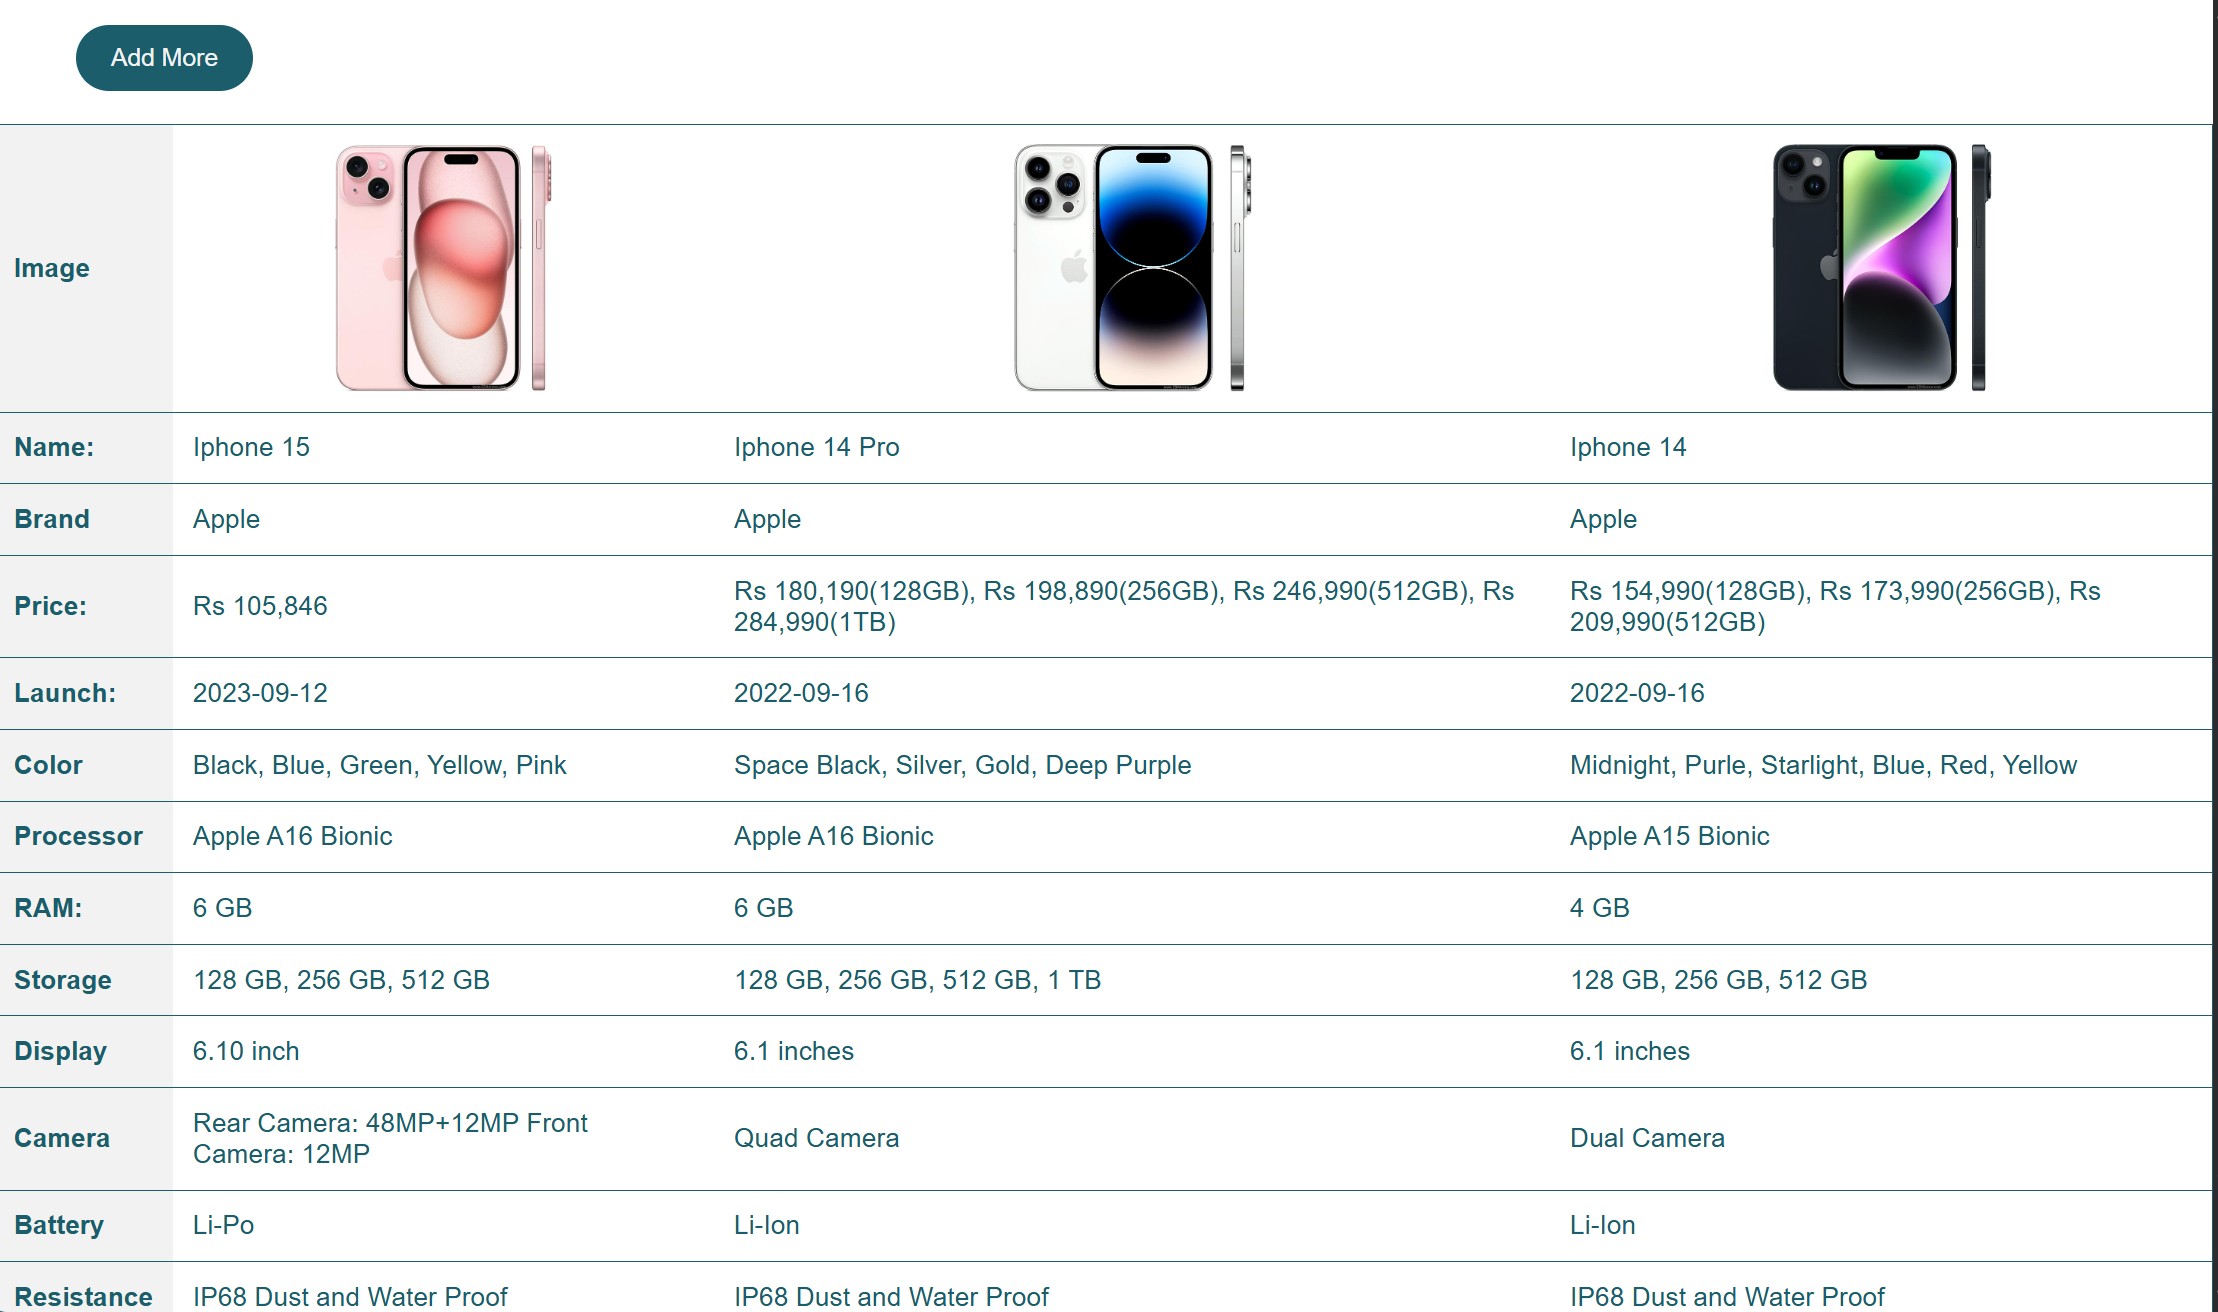 Add More
Image
Name: Iphone 15 Iphone 14 Pro Iphone 14
Brand Apple Apple Apple
Price: Rs 105,846 Rs 180,190(128GB), Rs 198,890(256GB), Rs 246,990(512GB), Rs 284,990(1TB) Rs 154,990(128GB), Rs 173,990(256GB), Rs 209,990(512GB)
Launch: 2023-09-12 2022-09-16 2022-09-16
Color Black, Blue, Green, Yellow, Pink Space Black, Silver, Gold, Deep Purple Midnight, Purle, Starlight, Blue, Red, Yellow
Processor Apple A16 Bionic Apple A16 Bionic Apple A15 Bionic
RAM: 6 GB 6 GB 4 GB
Storage 128 GB, 256 GB, 512 GB 128 GB, 256 GB, 512 GB, 1 TB 128 GB, 256 GB, 512 GB
Display 6.10 inch 6.1 inches 6.1 inches
Camera Rear Camera: 48MP+12MP Front Camera: 12MP Quad Camera Dual Camera
Battery Li-Po Li-Ion Li-Ion
Resistance IP68 Dust and Water Proof IP68 Dust and Water Proof IP68 Dust and Water Proof